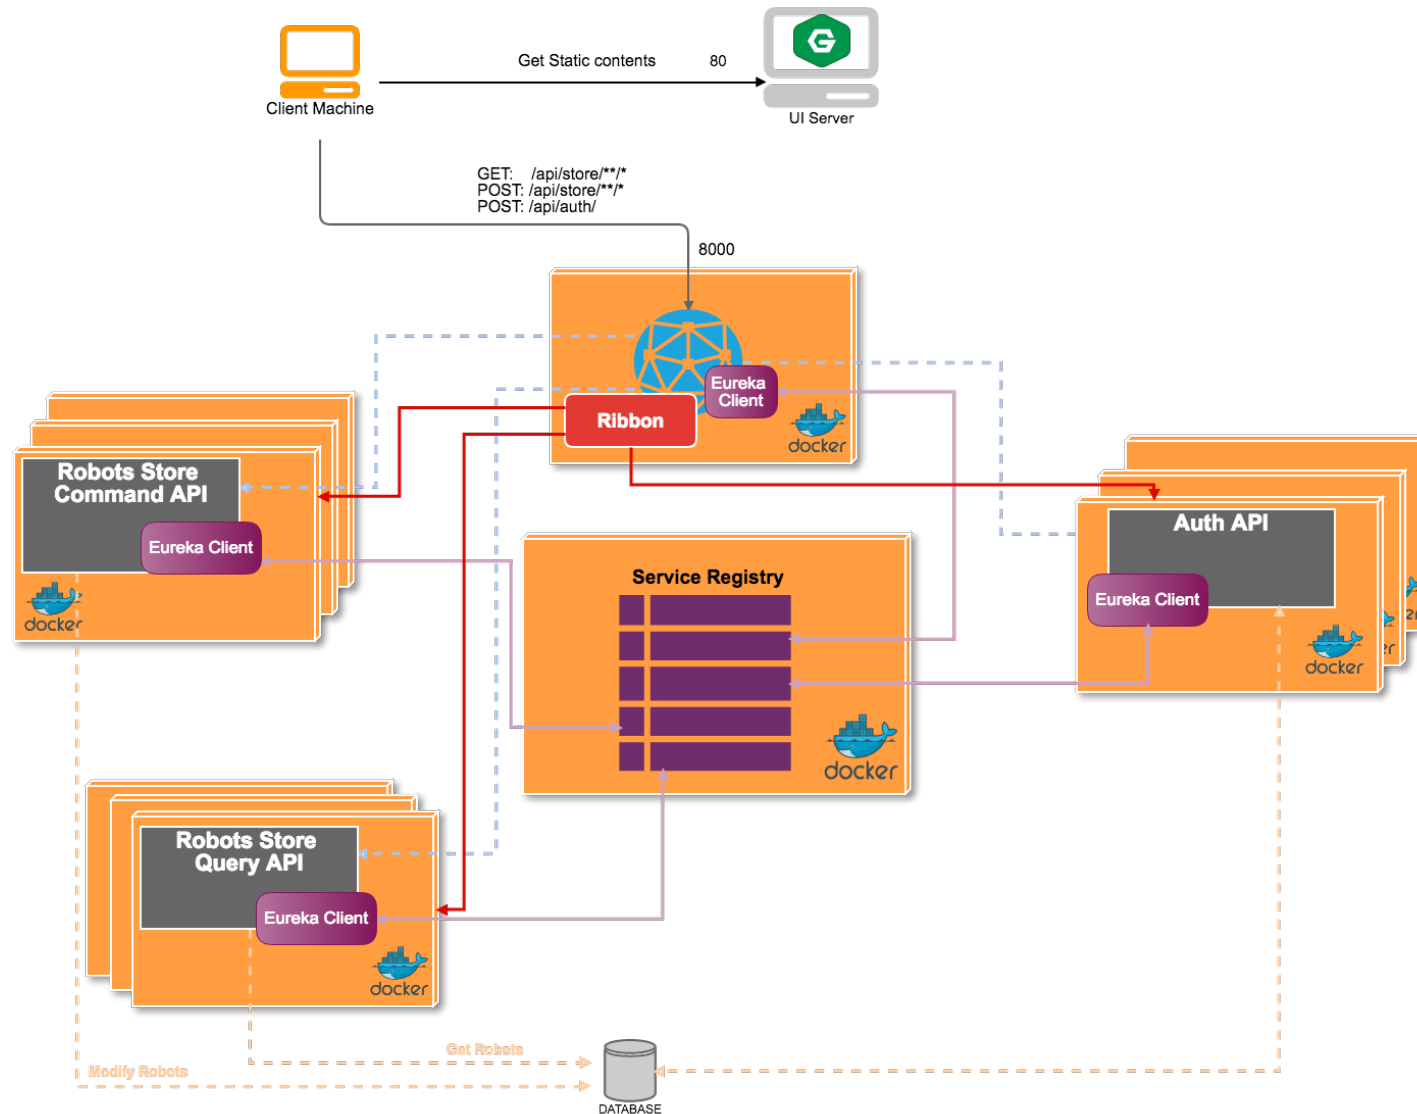 Get Static contents 80
Client Machine
G
UI Server
GET: /api/store/**/*
POST: /api/store/**/*
POST: /api/auth/
8000
Eureka
Client
Ribbon
docker
Robots Store
Command API
Eureka Client
docker
Auth API
Eureka Client
docker
er
er
Service Registry
docker
Robots Store
Query API
Eureka Client
docker
Get Robots
Modify Robots
DATABASE